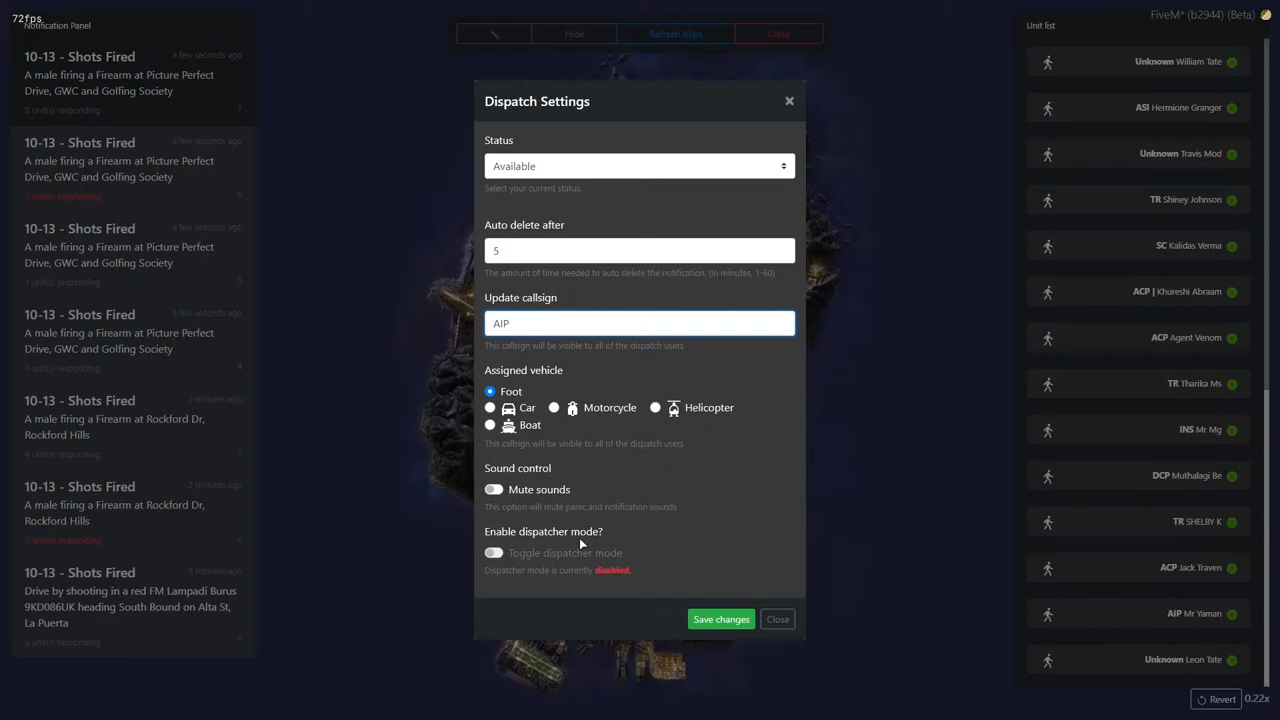 72fps
Notification Panel
10-13 - Shots Fired
a few seconds ago
A male firing a Firearm at Picture Perfect
Drive, GWC and Golfing Society
0 unit(s) responding
7
10-13 - Shots Fired
a few seconds ago
A male firing a Firearm at Picture Perfect
Drive, GWC and Golfing Society
unit(s) responding
6
10-13 - Shots Fired
a few seconds ago
A male firing a Firearm at Picture Perfect
Drive, GWC and Golfing Society
1 unit(s) responding
5
10-13 - Shots Fired
a few seconds ago
A male firing a Firearm at Picture Perfect
Drive, GWC and Golfing Society
0 unit(s) responding
4
10-13 - Shots Fired
2 minutes ago
A male firing a Firearm at Rockford Dr,
Rockford Hills
4 unit(s) responding
10-13 - Shots Fired
2 minutes ago
A male firing a Firearm at Rockford Dr,
Rockford Hills
unit(s) responding
2
10-13 - Shots Fired
5 minutes ago
Drive by shooting in a red FM Lampadi Burus
9KD086UK heading South Bound on Alta St,
La Puerta
5 unit(s) responding
Hide
Refresh blips
Close
Dispatch Settings
×
Status
Available
Select your current status.
Auto delete after
5
The amount of time needed to auto delete the notification. (In minutes, 1-60)
Update callsign
AIP
This callsign will be visible to all of the dispatch users
Assigned vehicle
Foot
Car
Motorcycle
Helicopter
Boat
This callsign will be visible to all of the dispatch users
Sound control
Mute sounds
This option will mute panic and notification sounds
Enable dispatcher mode?
Toggle dispatcher mode
Dispatcher mode is currently disabled.
Save changes
Close
FiveM* (b2944) (Beta)
Unit list
Unknown William Tate
ASI Hermione Granger
Unknown Travis Mod
TR Shiney Johnson
SC Kalidas Verma
ACP | Khureshi Abraam
ACP Agent Venom
TR Tharika Ms
INS Mr Mg
DCP Muthalagi Be
TR SHELBY K
ACP Jack Traven
AIP Mr Yaman
Unknown Leon Tate
Revert
0.22x